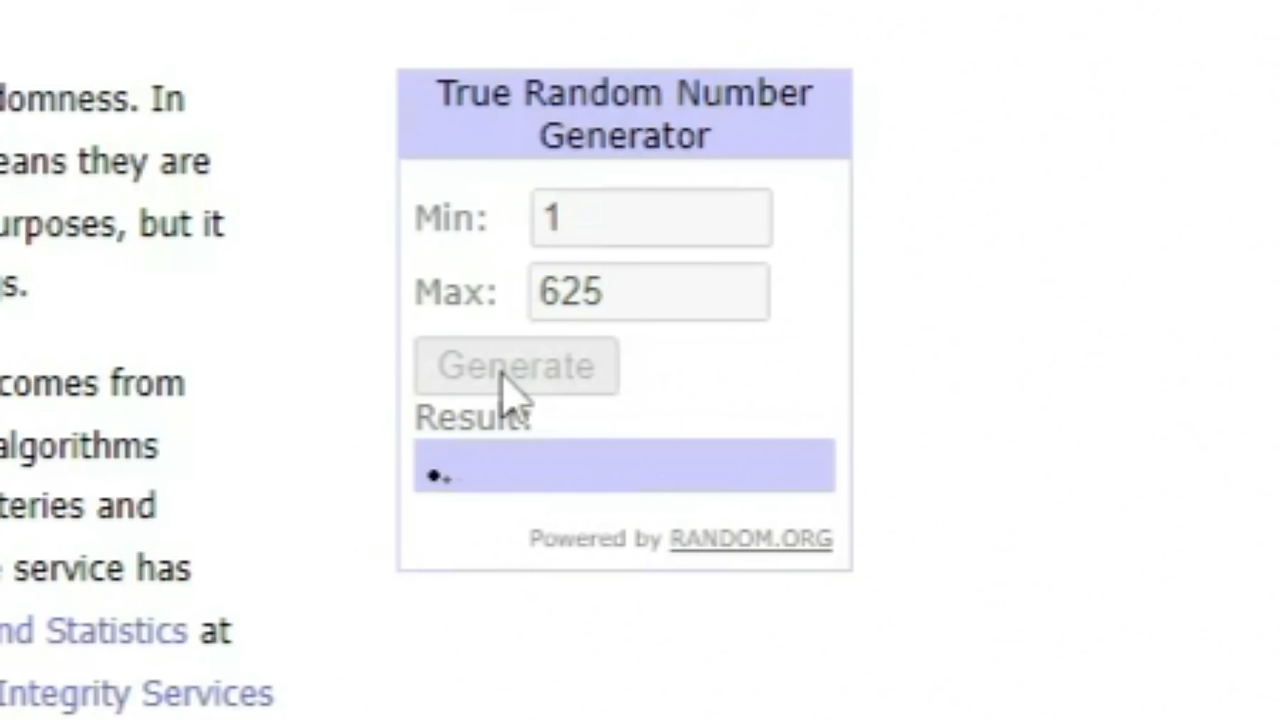 domness. In
eans they are
urposes, but it
gs.
comes from
algorithms
teries and
service has
nd Statistics at
Integrity Services
True Random Number
Generator
Min: 1
Max: 625
Generate
Result:
Powered by RANDOM.ORG